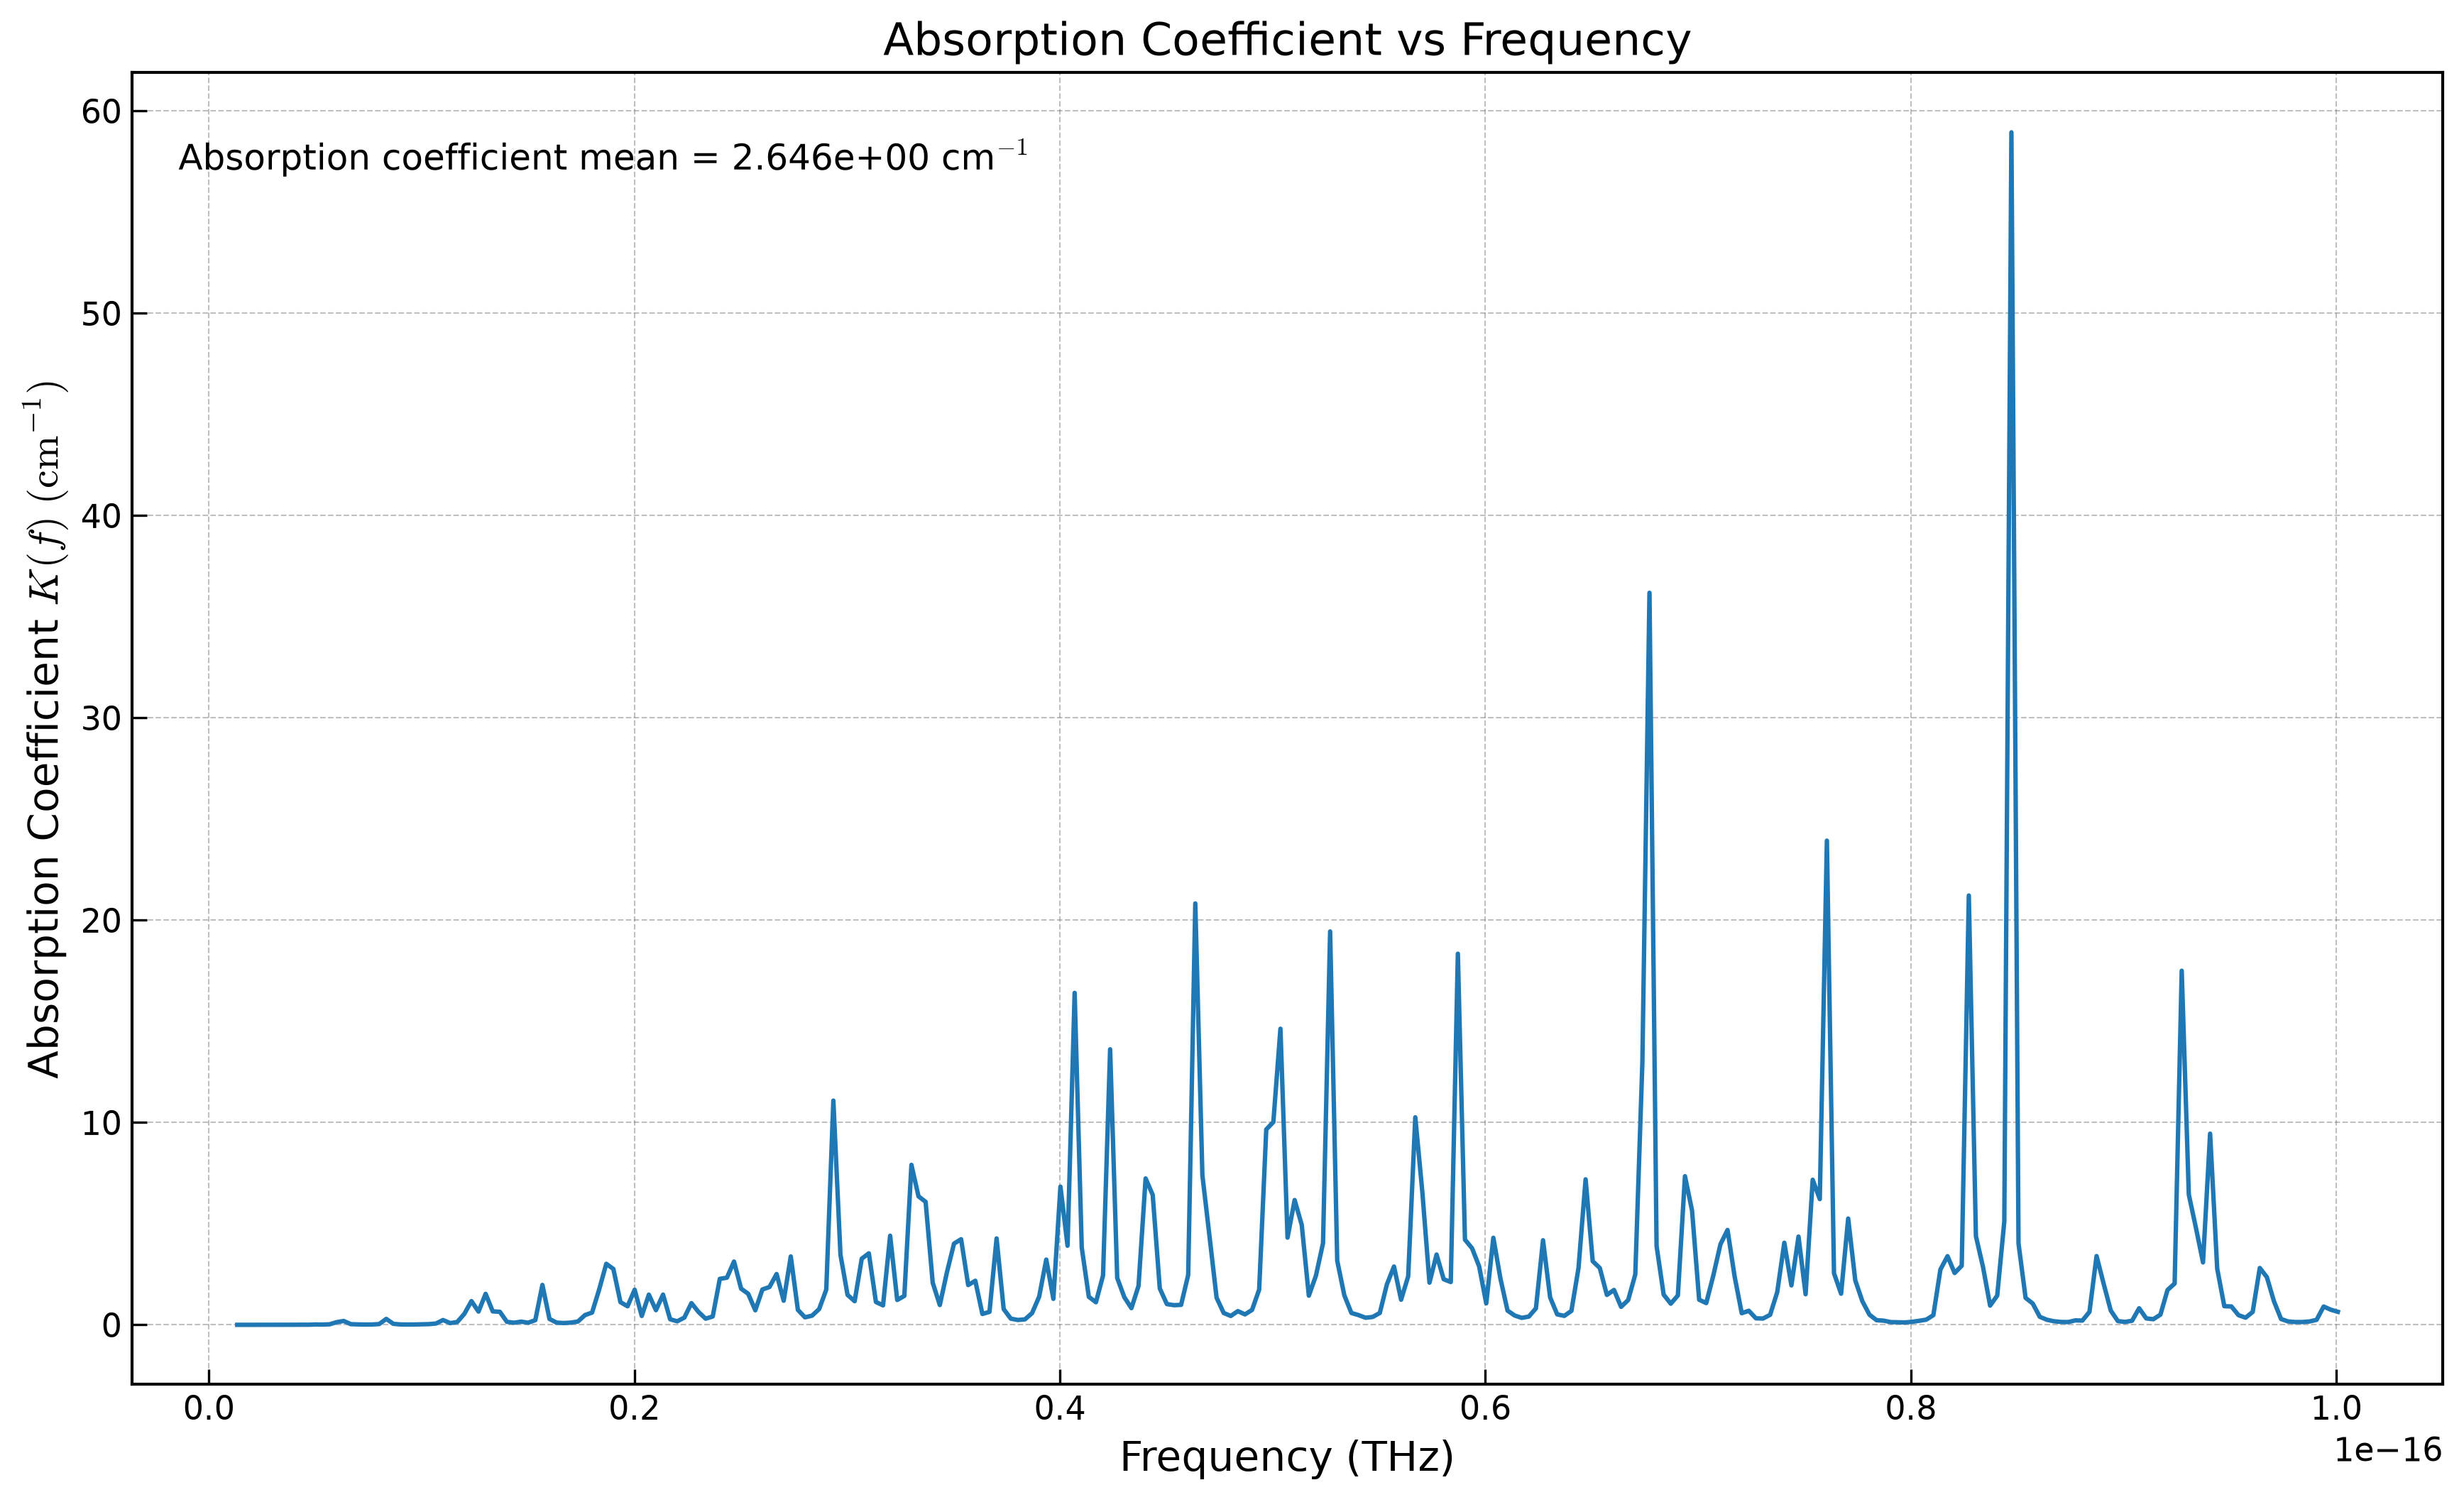 Absorption Coefficient vs Frequency
Absorption coefficient mean = 2.646e+00 cm⁻¹
Absorption Coefficient K(f) (cm⁻¹)
60
50
40
30
20
10
0
0.0 0.2 0.4 0.6 0.8 1.0
1e−16
Frequency (THz)